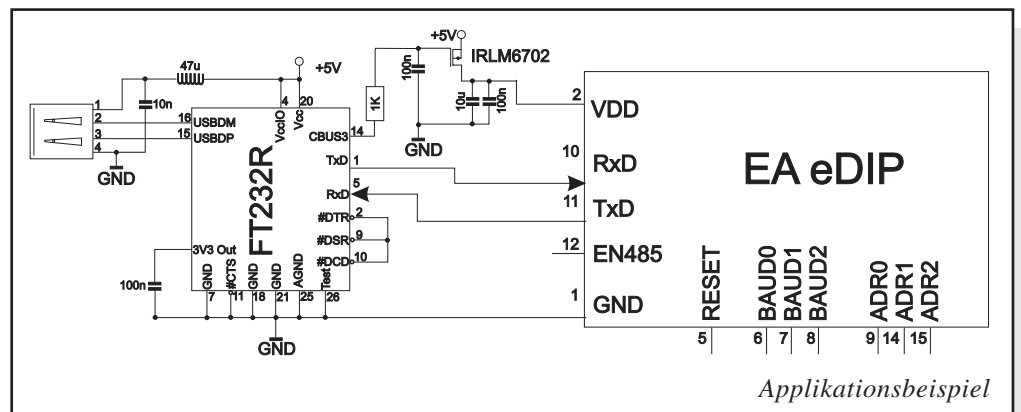 +5V
IRLM6702
47u
+5V
100n
1K
10u
100n
10n
1
2
3
4
GND
16 USBDM
15 USBDP
4
20
VccIO
Vcc
CBUS3 14
GND
TxD 1
RxD 5
#DTR 2
#DSR 9
#DCD 10
FT232R
3V3 Out
100n
GND
#CTS
GND
GND
AGND
Test
7
11
18
21
25
26
GND
2 VDD
10 RxD
11 TxD
12 EN485
1 GND
EA eDIP
RESET
BAUD0
BAUD1
BAUD2
ADR0
ADR1
ADR2
5
6
7
8
9
14
15
Applikationsbeispiel